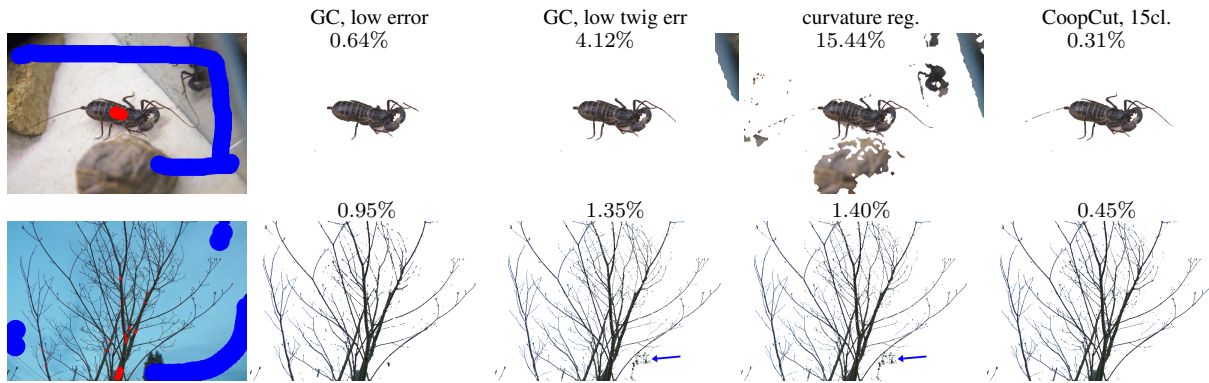 GC, low error GC, low twig err curvature reg. CoopCut, 15cl.
0.64% 4.12% 15.44% 0.31%
0.95% 1.35% 1.40% 0.45%